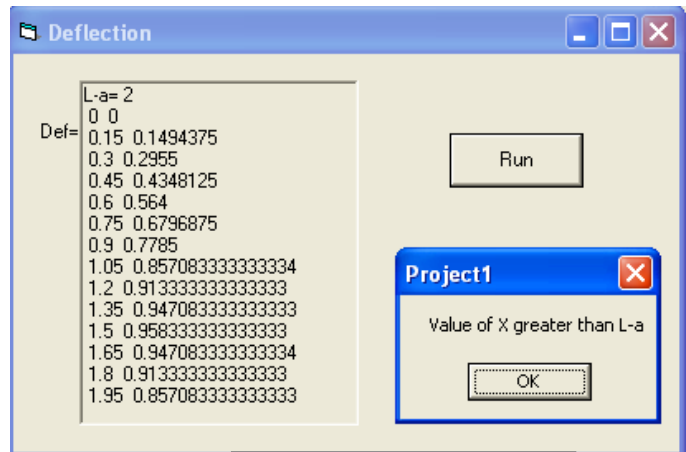 Deflection
Def=
L-a= 2
0 0
0.15 0.1494375
0.3 0.2955
0.45 0.4348125
0.6 0.564
0.75 0.6796875
0.9 0.7785
1.05 0.857083333333334
1.2 0.913333333333333
1.35 0.947083333333333
1.5 0.958333333333333
1.65 0.947083333333334
1.8 0.913333333333333
1.95 0.857083333333333
Run
Project1
Value of X greater than L-a
OK